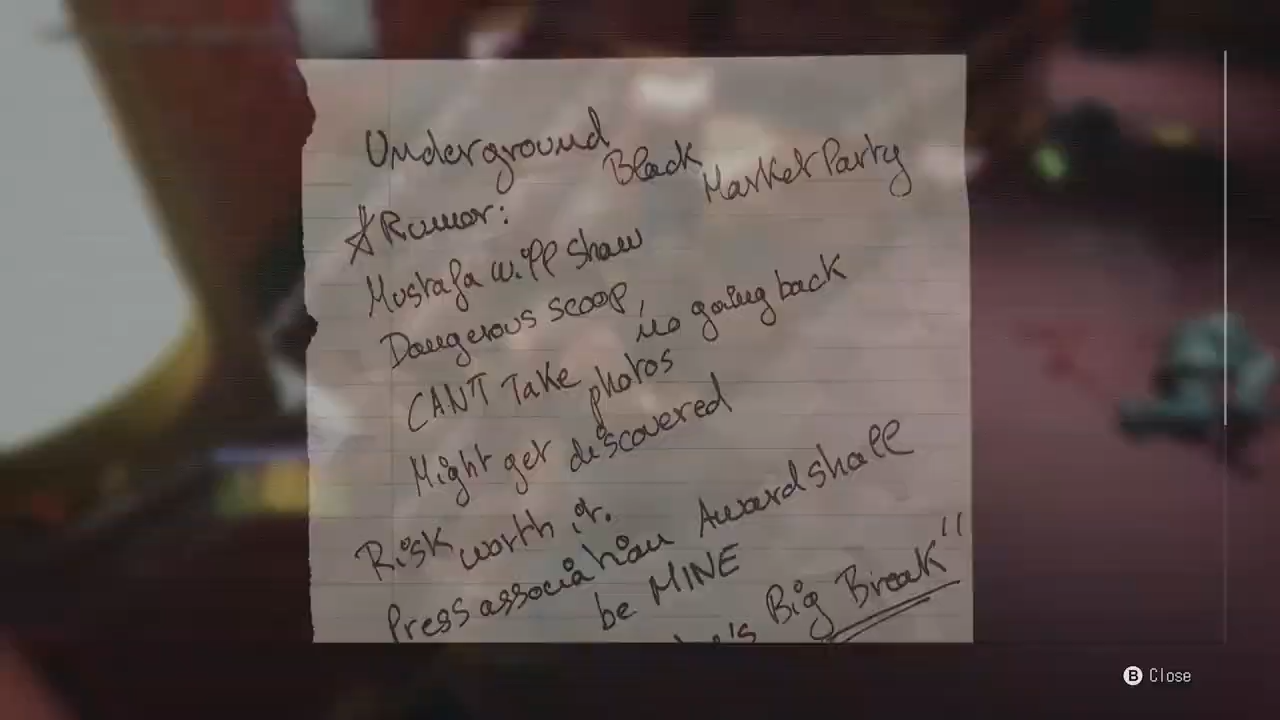 Underground Black Market Party
☆ Rumor:
Mustafa will show
Dangerous scoop, no going back
CAN'T Take photos
Might get discovered
Risk worth it.
Press association Award shall
be MINE
Big Break"
B Close